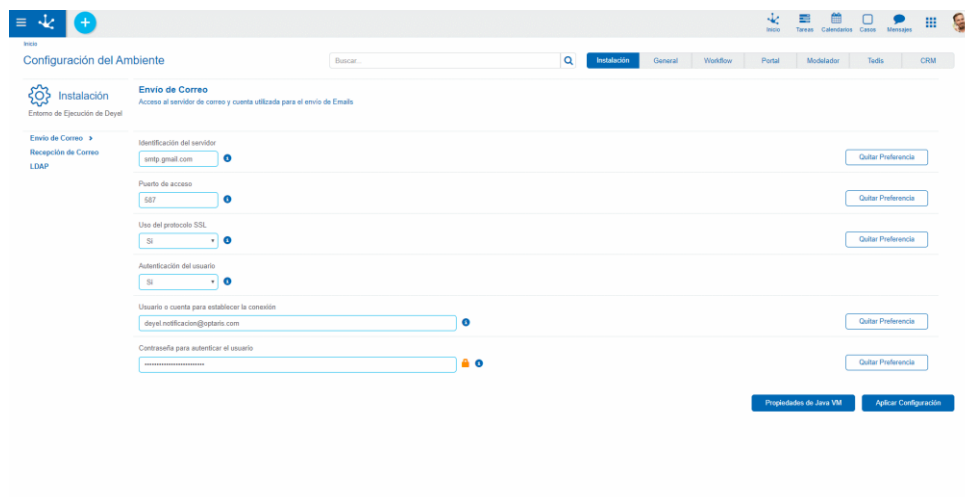 Inicio
Tareas
Calendarios
Casos
Mensajes
Inicio
Configuración del Ambiente
Buscar...
Instalación
General
Workflow
Portal
Modelador
Tedis
CRM
Instalación
Entorno de Ejecución de Deyel
Envío de Correo
Acceso al servidor de correo y cuenta utilizada para el envío de Emails
Envío de Correo >
Recepción de Correo
LDAP
Identificación del servidor
smtp.gmail.com
Quitar Preferencia
Puerto de acceso
587
Quitar Preferencia
Uso del protocolo SSL
Si
Quitar Preferencia
Autenticación del usuario
Si
Usuario o cuenta para establecer la conexión
deyel.notificacion@optaris.com
Quitar Preferencia
Contraseña para autenticar el usuario
Quitar Preferencia
Propiedades de Java VM
Aplicar Configuración